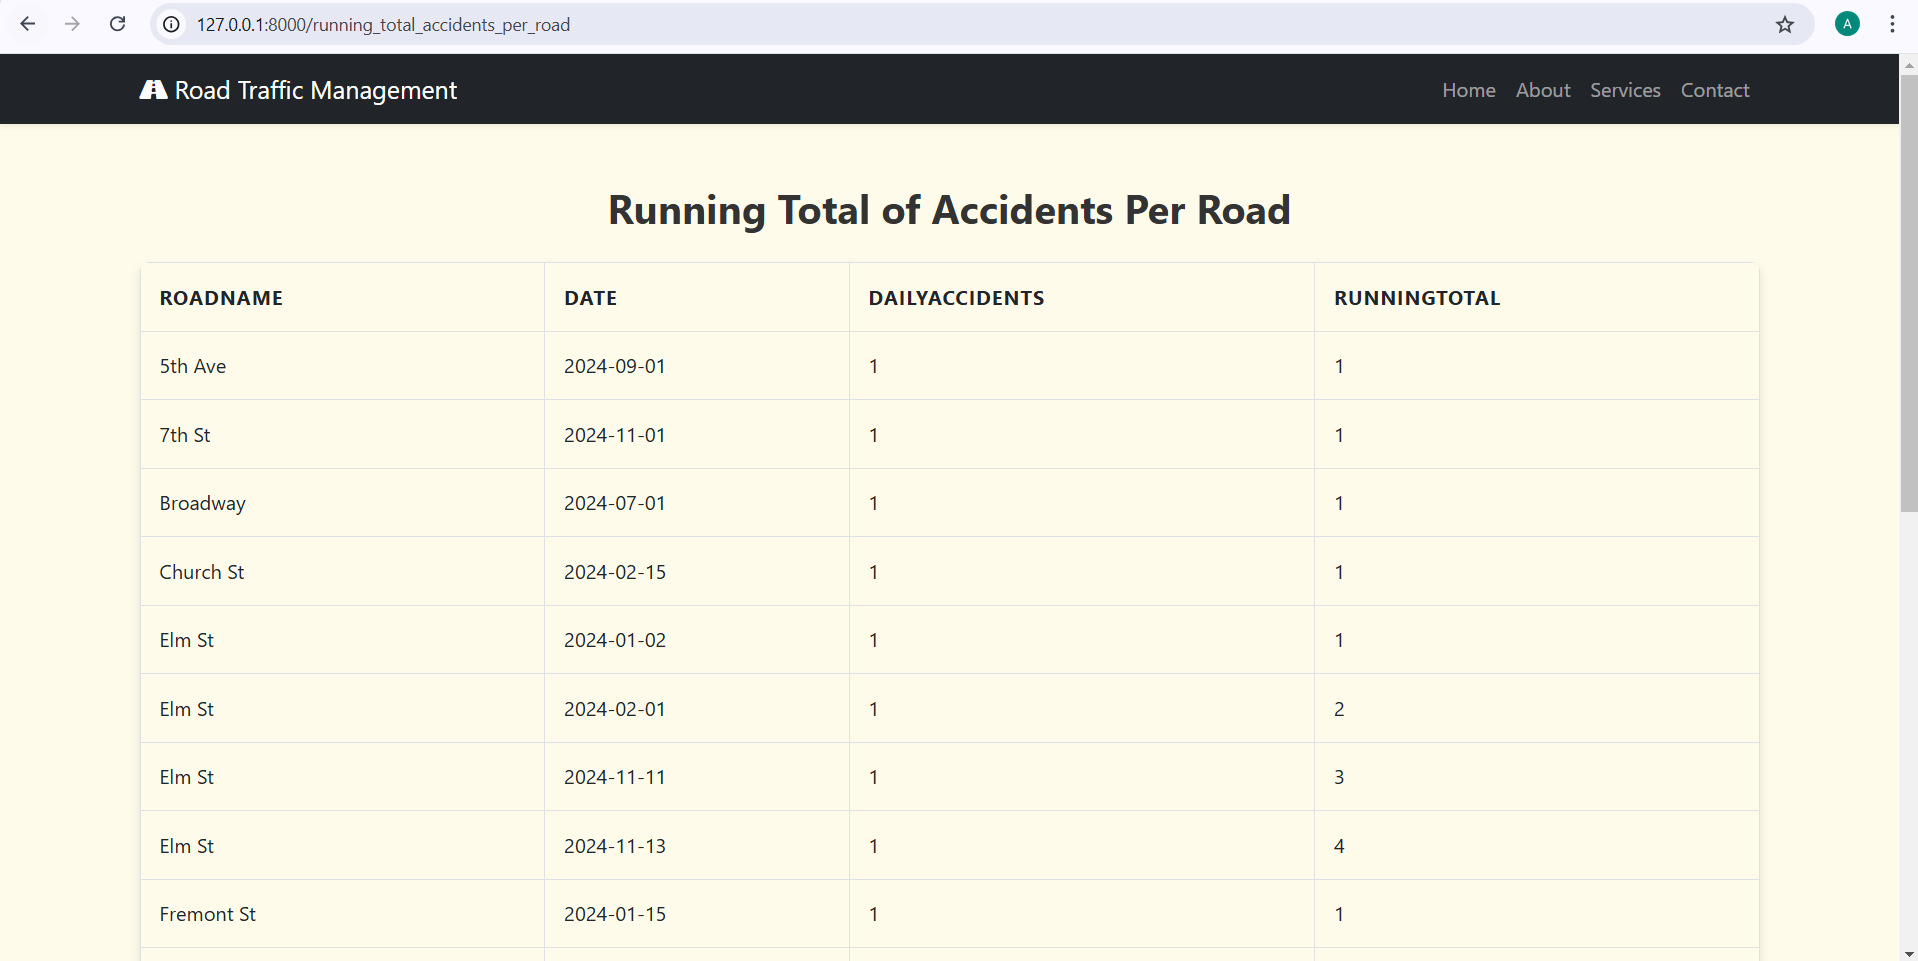 127.0.0.1:8000/running_total_accidents_per_road
A
Road Traffic Management
Home About Services Contact
Running Total of Accidents Per Road
ROADNAME DATE DAILYACCIDENTS RUNNINGTOTAL
5th Ave 2024-09-01 1 1
7th St 2024-11-01 1 1
Broadway 2024-07-01 1 1
Church St 2024-02-15 1 1
Elm St 2024-01-02 1 1
Elm St 2024-02-01 1 2
Elm St 2024-11-11 1 3
Elm St 2024-11-13 1 4
Fremont St 2024-01-15 1 1